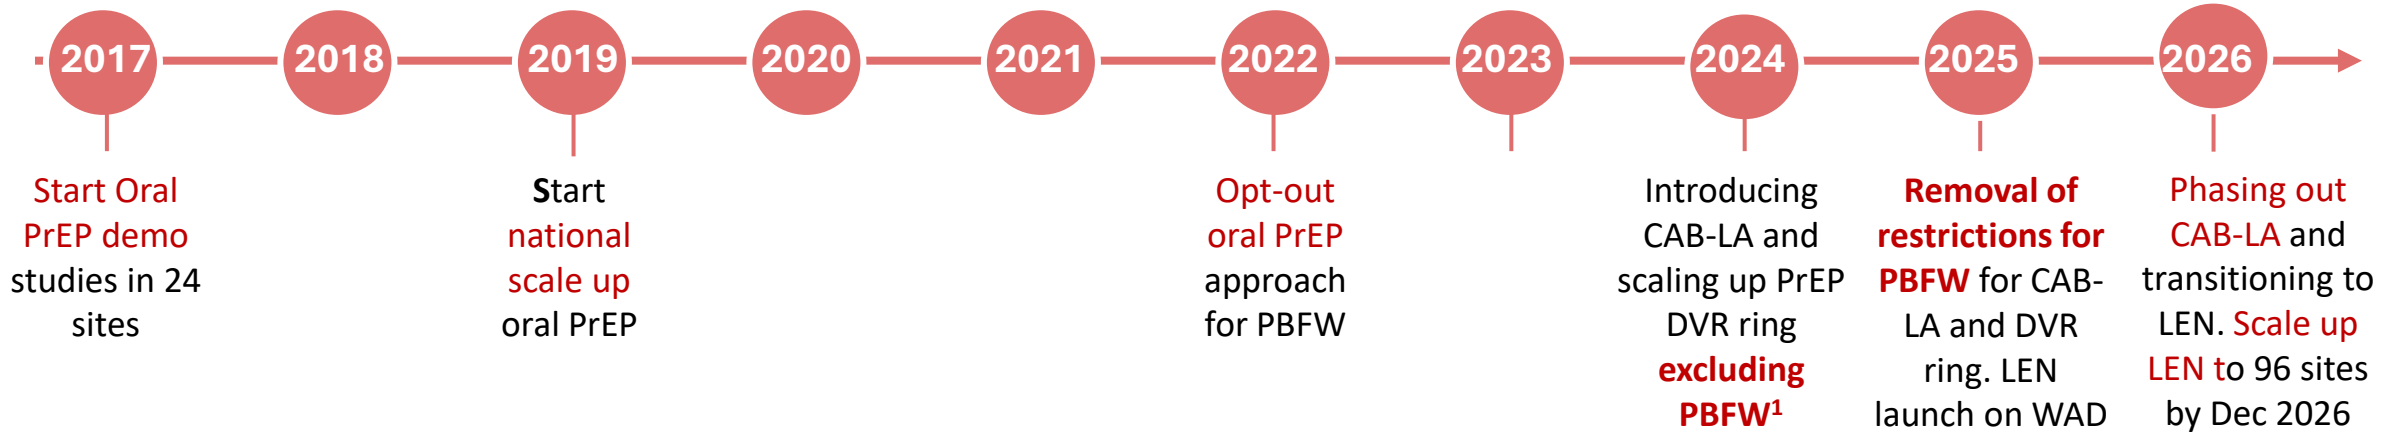 2017
2018
2019
2020
2021
2022
2023
2024
2025
2026
Start Oral
PrEP demo
studies in 24
sites
Start
national
scale up
oral PrEP
Opt-out
oral PrEP
approach
for PBFW
Introducing
CAB-LA and
scaling up PrEP
DVR ring
excluding
PBFW¹
Removal of
restrictions for
PBFW for CAB-
LA and DVR
ring. LEN
launch on WAD
Phasing out
CAB-LA and
transitioning to
LEN. Scale up
LEN to 96 sites
by Dec 2026